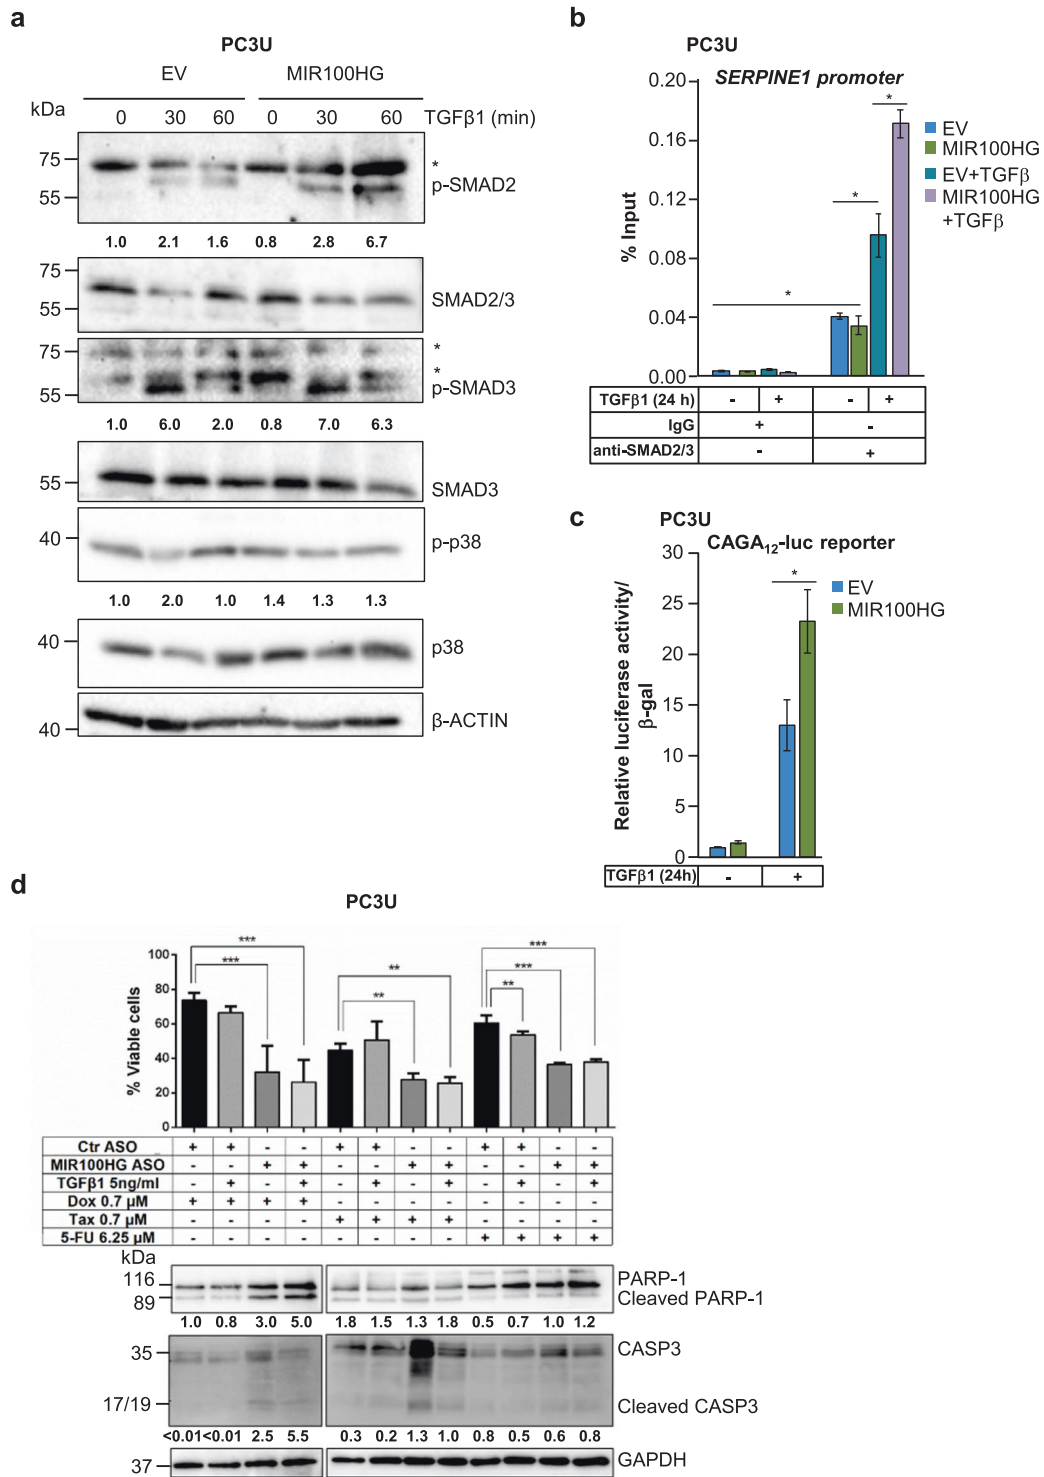 a
PC3U
EV MIR100HG
kDa 0 30 60 0 30 60 TGFβ1 (min)
75 *
p-SMAD2
55
1.0 2.1 1.6 0.8 2.8 6.7
75
SMAD2/3
55
75 *
*
p-SMAD3
55
1.0 6.0 2.0 0.8 7.0 6.3
55 SMAD3
40 p-p38
1.0 2.0 1.0 1.4 1.3 1.3
40 p38
40 β-ACTIN
b
PC3U
SERPINE1 promoter
% Input
0.20
0.16
0.12
0.08
0.04
0.00
* * *
EV
MIR100HG
EV+TGFβ
MIR100HG
+TGFβ
TGFβ1 (24 h) - + - +
IgG + -
anti-SMAD2/3 - +
c
PC3U
CAGA12-luc reporter
Relative luciferase activity/
β-gal
30
25
20
15
10
5
0
*
EV
MIR100HG
TGFβ1 (24h) - +
d
PC3U
% Viable cells
100
80
60
40
20
0
*** *** ** ** *** *** **
Ctr ASO + + - - + + - - + + - -
MIR100HG ASO - - + + - - + + - - + +
TGFβ1 5ng/ml - + - + - + - + - + - +
Dox 0.7 µM + + + + - - - - - - - -
Tax 0.7 µM - - - - + + + + - - - -
5-FU 6.25 µM - - - - - - - - + + + +
kDa
116 PARP-1
89 Cleaved PARP-1
1.0 0.8 3.0 5.0 1.8 1.5 1.3 1.8 0.5 0.7 1.0 1.2
35 CASP3
17/19 Cleaved CASP3
<0.01 <0.01 2.5 5.5 0.3 0.2 1.3 1.0 0.8 0.5 0.6 0.8
37 GAPDH